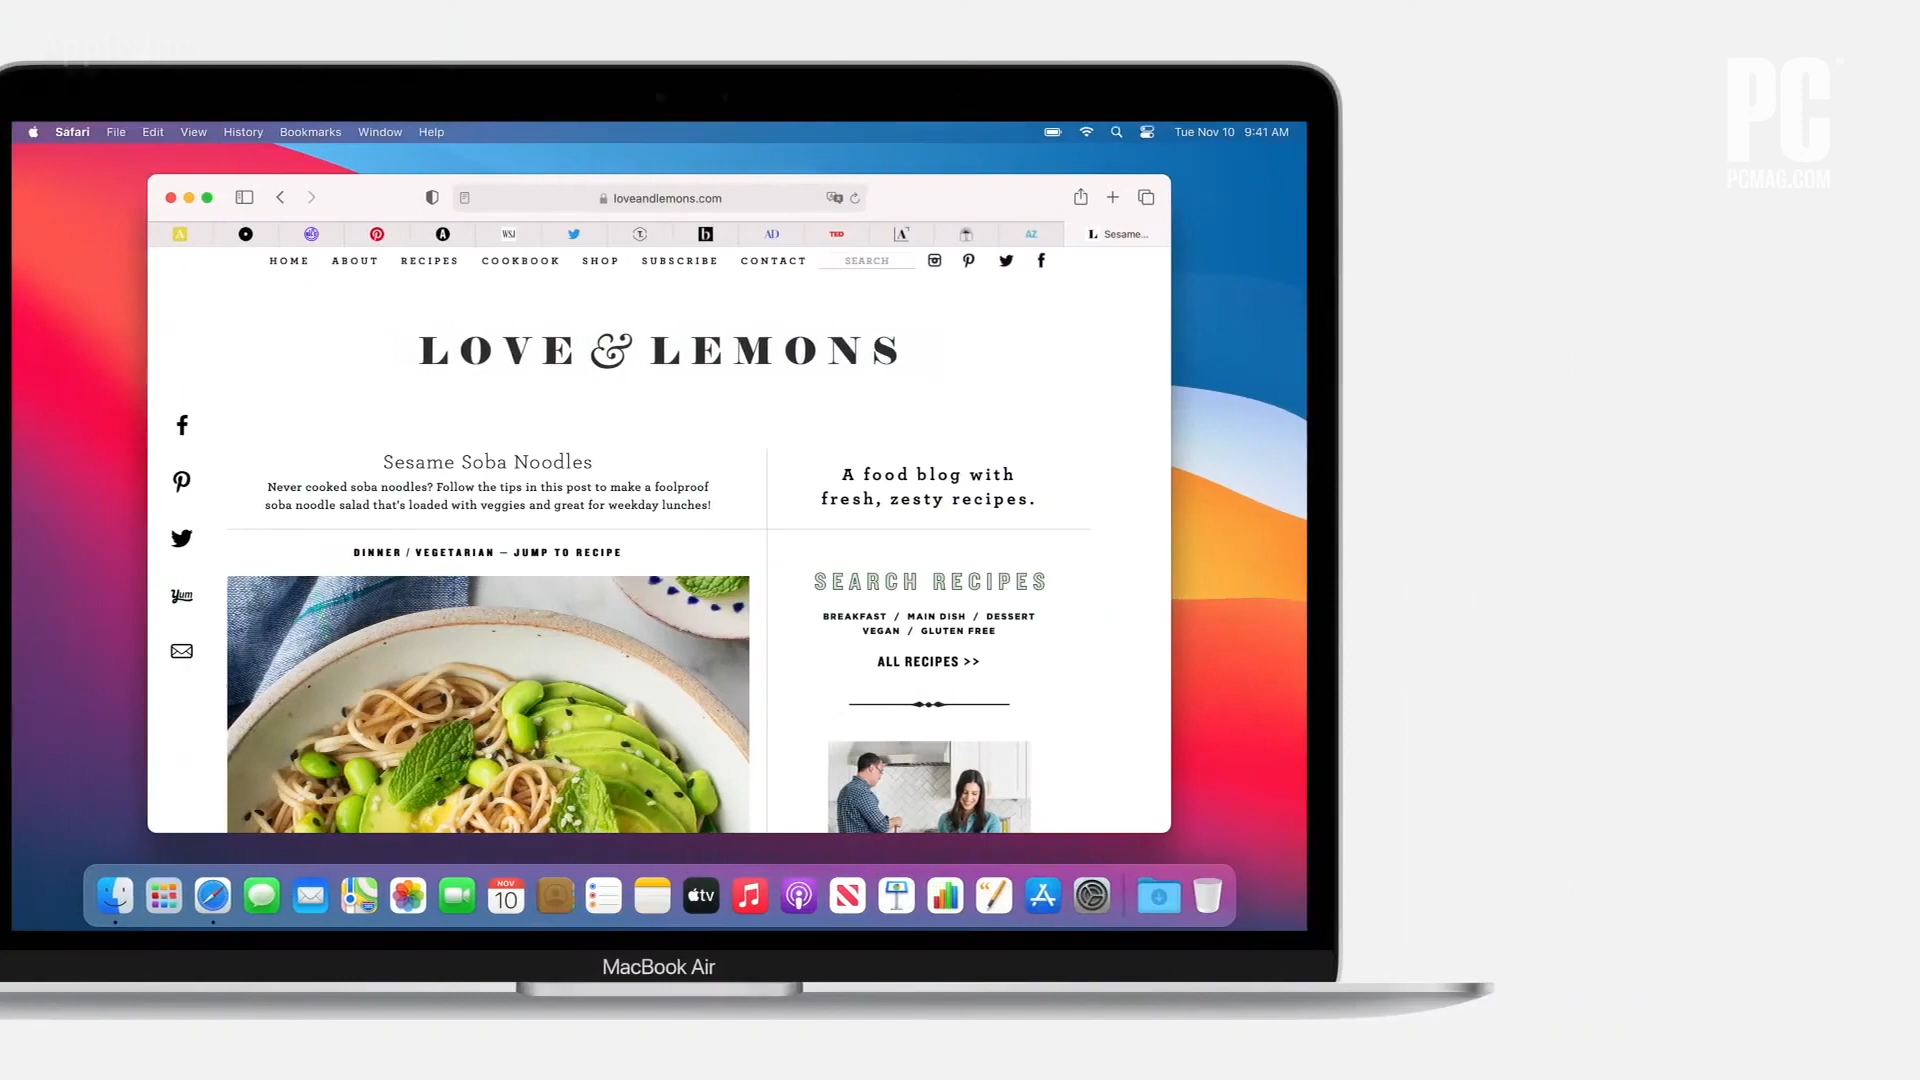 PC
PCMAG.COM
Safari File Edit View History Bookmarks Window Help
Tue Nov 10 9:41 AM
loveandlemons.com
A
A
WSJ
b
AD
TED
A
AZ
L Sesame...
HOME ABOUT RECIPES COOKBOOK SHOP SUBSCRIBE CONTACT SEARCH
LOVE & LEMONS
Sesame Soba Noodles
Never cooked soba noodles? Follow the tips in this post to make a foolproof
soba noodle salad that's loaded with veggies and great for weekday lunches!
DINNER / VEGETARIAN – JUMP TO RECIPE
Yum
A food blog with
fresh, zesty recipes.
SEARCH RECIPES
BREAKFAST / MAIN DISH / DESSERT
VEGAN / GLUTEN FREE
ALL RECIPES >>
NOV
10
tv
MacBook Air